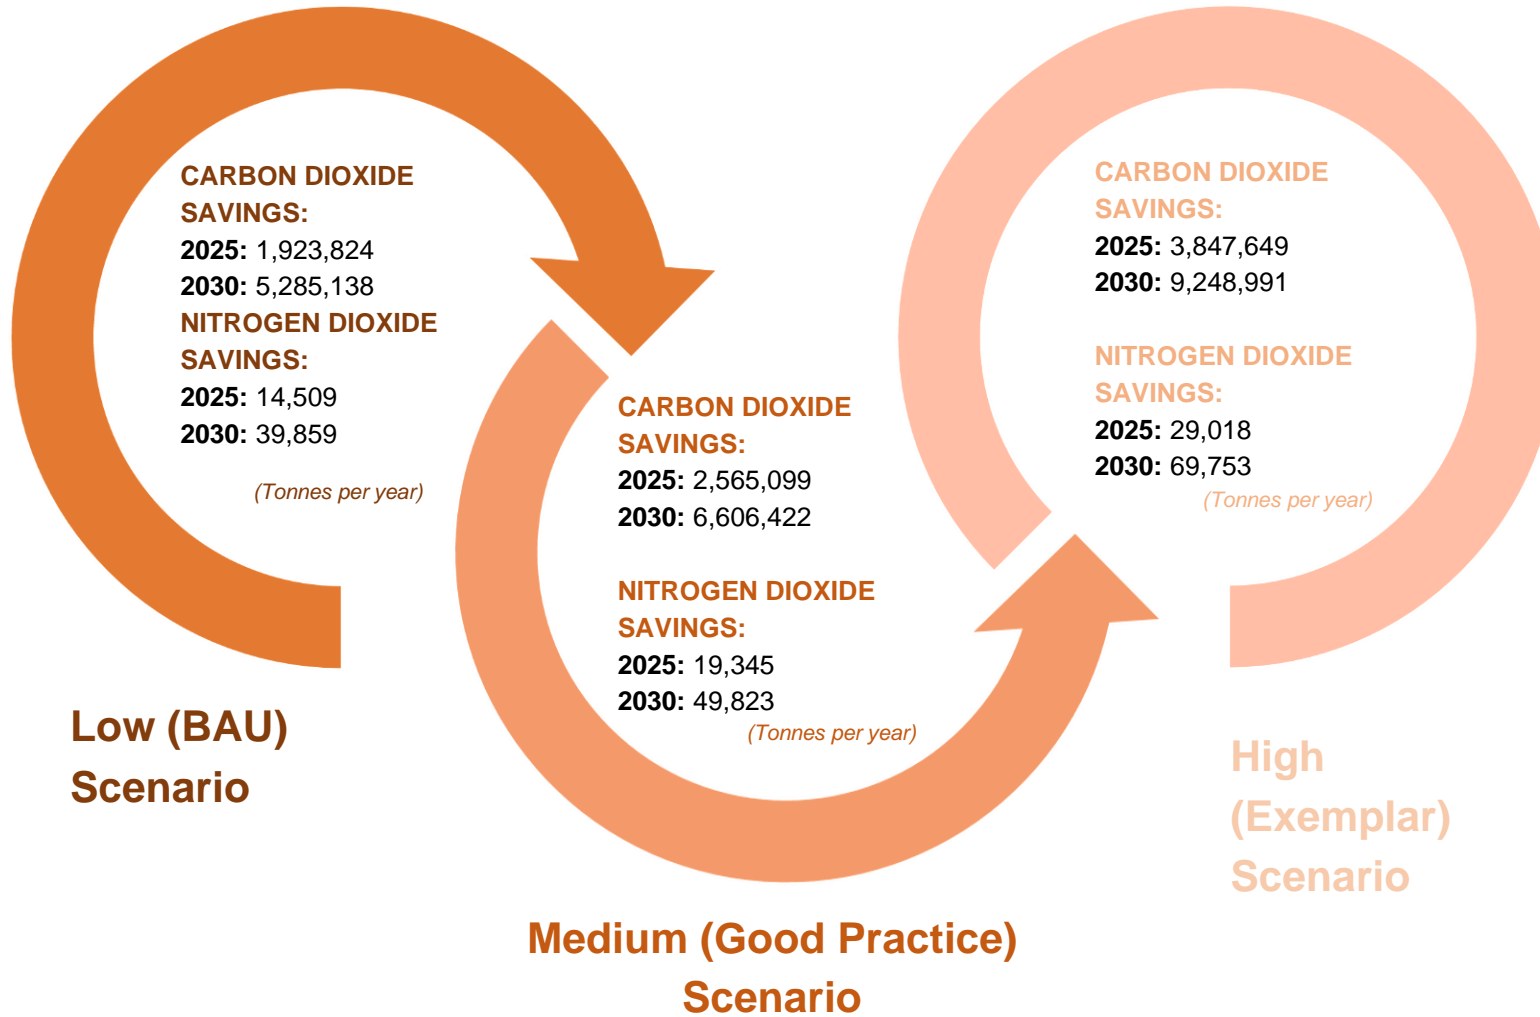 CARBON DIOXIDE
SAVINGS:
2025: 1,923,824
2030: 5,285,138
NITROGEN DIOXIDE
SAVINGS:
2025: 14,509
2030: 39,859
(Tonnes per year)
Low (BAU)
Scenario
CARBON DIOXIDE
SAVINGS:
2025: 2,565,099
2030: 6,606,422
NITROGEN DIOXIDE
SAVINGS:
2025: 19,345
2030: 49,823
(Tonnes per year)
Medium (Good Practice)
Scenario
CARBON DIOXIDE
SAVINGS:
2025: 3,847,649
2030: 9,248,991
NITROGEN DIOXIDE
SAVINGS:
2025: 29,018
2030: 69,753
(Tonnes per year)
High
(Exemplar)
Scenario